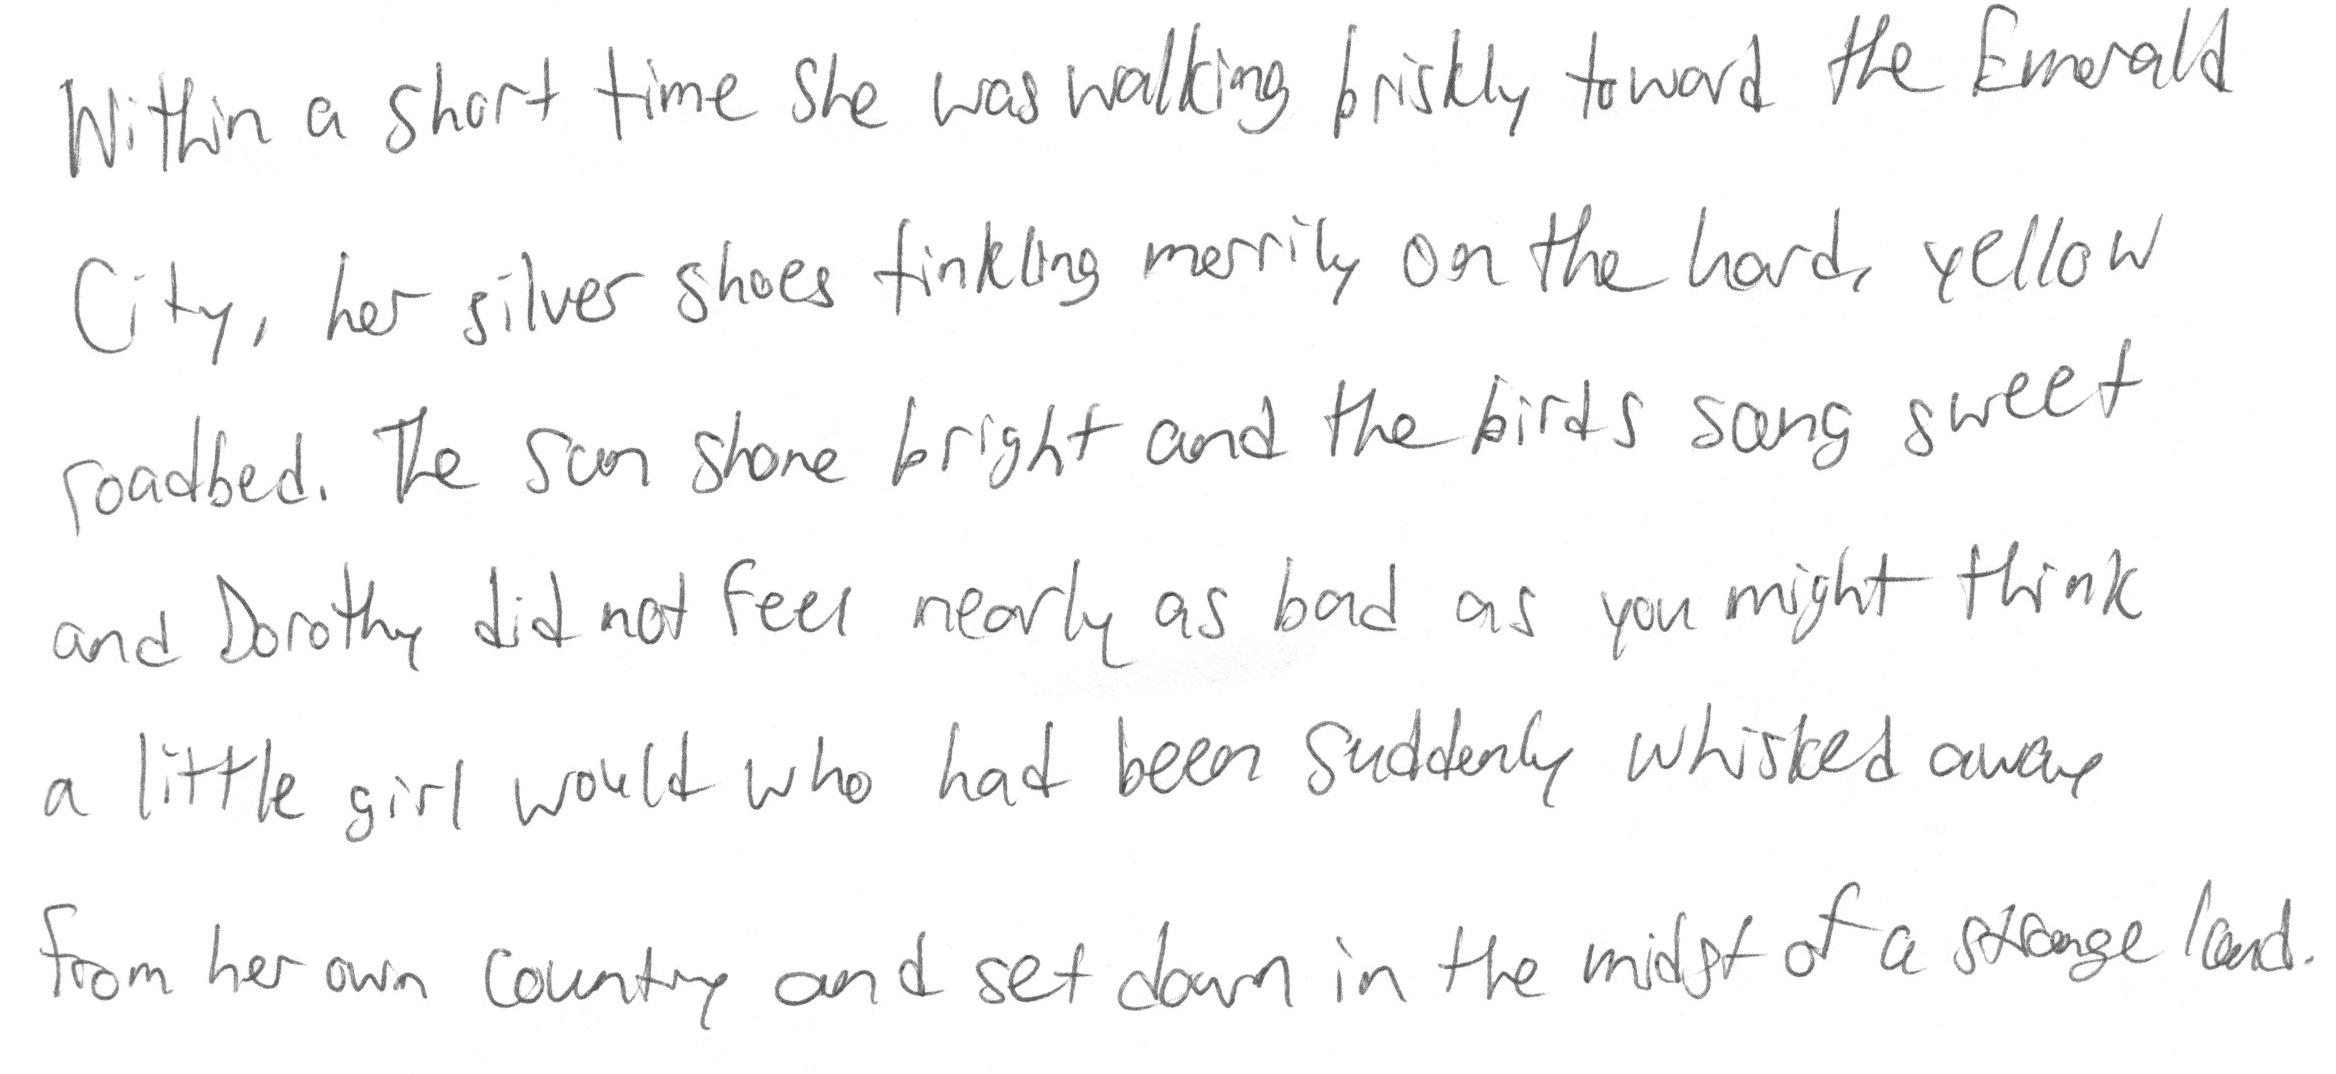 Within a short time she was walking briskly toward the Emerald
City, her silver shoes tinkling merrily on the hard, yellow
roadbed. The sun shone bright and the birds sang sweet
and Dorothy did not feel nearly as bad as you might think
a little girl would who had been suddenly whisked away
from her own country and set down in the midst of a strange land.